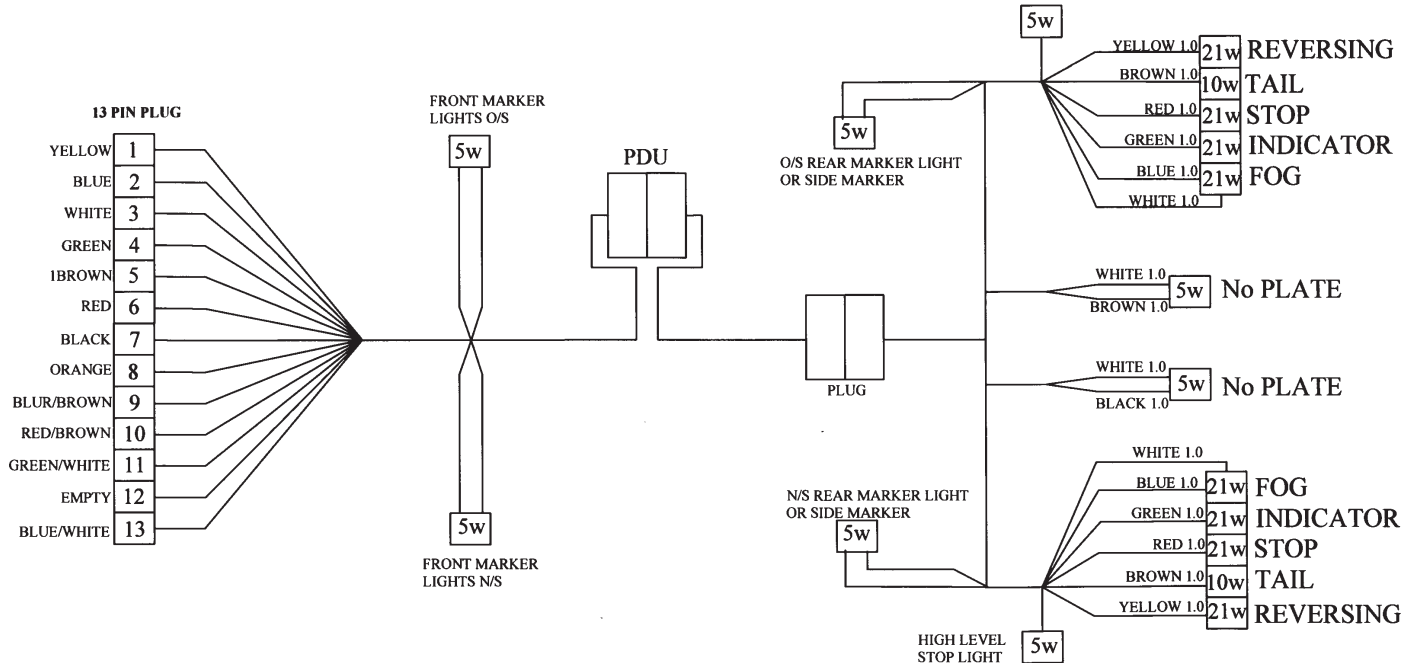 13 PIN PLUG
YELLOW 1
BLUE 2
WHITE 3
GREEN 4
1BROWN 5
RED 6
BLACK 7
ORANGE 8
BLUR/BROWN 9
RED/BROWN 10
GREEN/WHITE 11
EMPTY 12
BLUE/WHITE 13
FRONT MARKER
LIGHTS O/S
5w
5w
FRONT MARKER
LIGHTS N/S
PDU
PLUG
5w
5w
O/S REAR MARKER LIGHT
OR SIDE MARKER
YELLOW 1.0 21w REVERSING
BROWN 1.0 10w TAIL
RED 1.0 21w STOP
GREEN 1.0 21w INDICATOR
BLUE 1.0 21w FOG
WHITE 1.0
WHITE 1.0
5w No PLATE
BROWN 1.0
WHITE 1.0
5w No PLATE
BLACK 1.0
N/S REAR MARKER LIGHT
OR SIDE MARKER
5w
WHITE 1.0
BLUE 1.0 21w FOG
GREEN 1.0 21w INDICATOR
RED 1.0 21w STOP
BROWN 1.0 10w TAIL
YELLOW 1.0 21w REVERSING
HIGH LEVEL
STOP LIGHT
5w